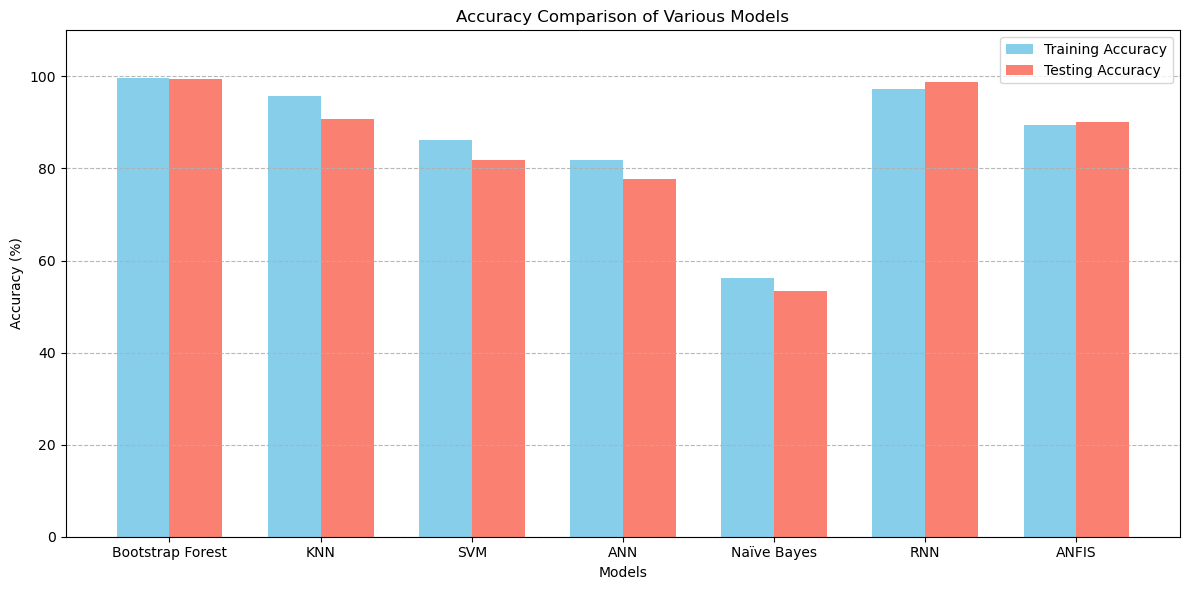 Accuracy Comparison of Various Models
Training Accuracy
Testing Accuracy
Accuracy (%)
100
80
60
40
20
0
Bootstrap Forest KNN SVM ANN Naïve Bayes RNN ANFIS
Models